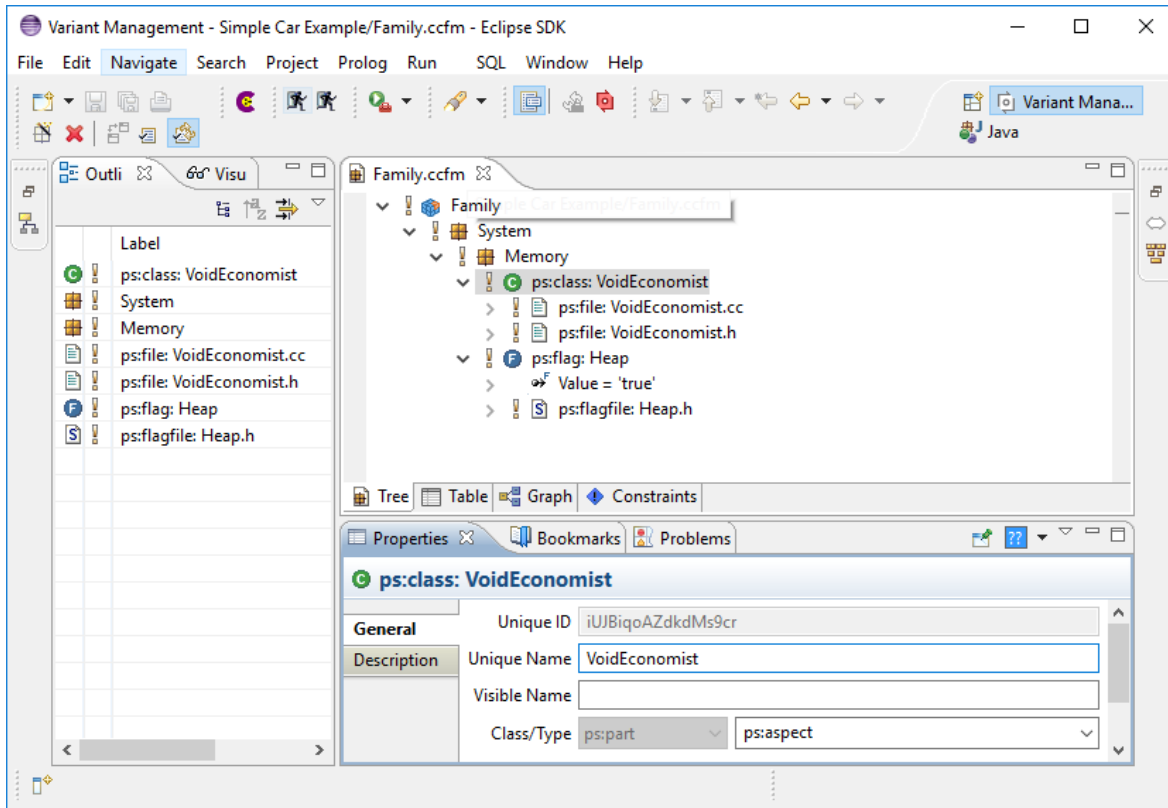 Variant Management - Simple Car Example/Family.ccfm - Eclipse SDK
File Edit Navigate Search Project Prolog Run SQL Window Help
Variant Mana...
Java
Outli
Visu
Label
ps:class: VoidEconomist
System
Memory
ps:file: VoidEconomist.cc
ps:file: VoidEconomist.h
ps:flag: Heap
ps:flagfile: Heap.h
Family.ccfm
Family
System
Memory
ps:class: VoidEconomist
ps:file: VoidEconomist.cc
ps:file: VoidEconomist.h
ps:flag: Heap
Value = 'true'
ps:flagfile: Heap.h
Tree Table Graph Constraints
Properties Bookmarks Problems
??
ps:class: VoidEconomist
General
Description
Unique ID iUJBiqoAZdkdMs9cr
Unique Name VoidEconomist
Visible Name
Class/Type ps:part ps:aspect